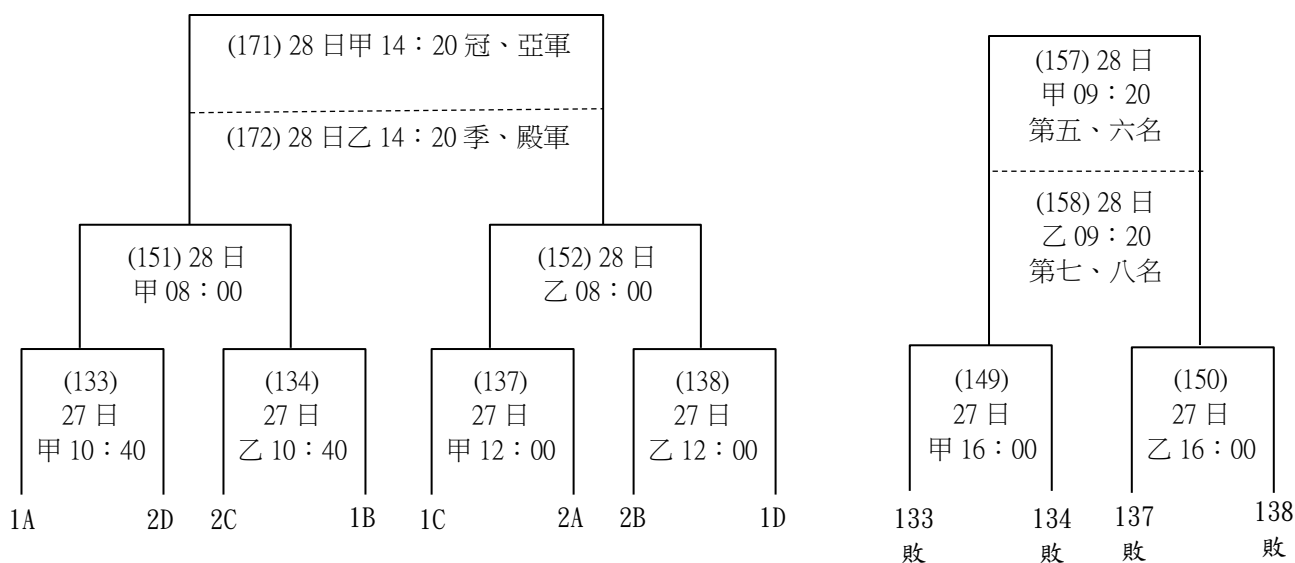 (171) 28 日甲 14：20 冠、亞軍
(172) 28 日乙 14：20 季、殿軍
(151) 28 日
甲 08：00
(152) 28 日
乙 08：00
(133)
27 日
甲 10：40
(134)
27 日
乙 10：40
(137)
27 日
甲 12：00
(138)
27 日
乙 12：00
1A
2D
2C
1B
1C
2A
2B
1D
(157) 28 日
甲 09：20
第五、六名
(158) 28 日
乙 09：20
第七、八名
(149)
27 日
甲 16：00
(150)
27 日
乙 16：00
133
敗
134
敗
137
敗
138
敗